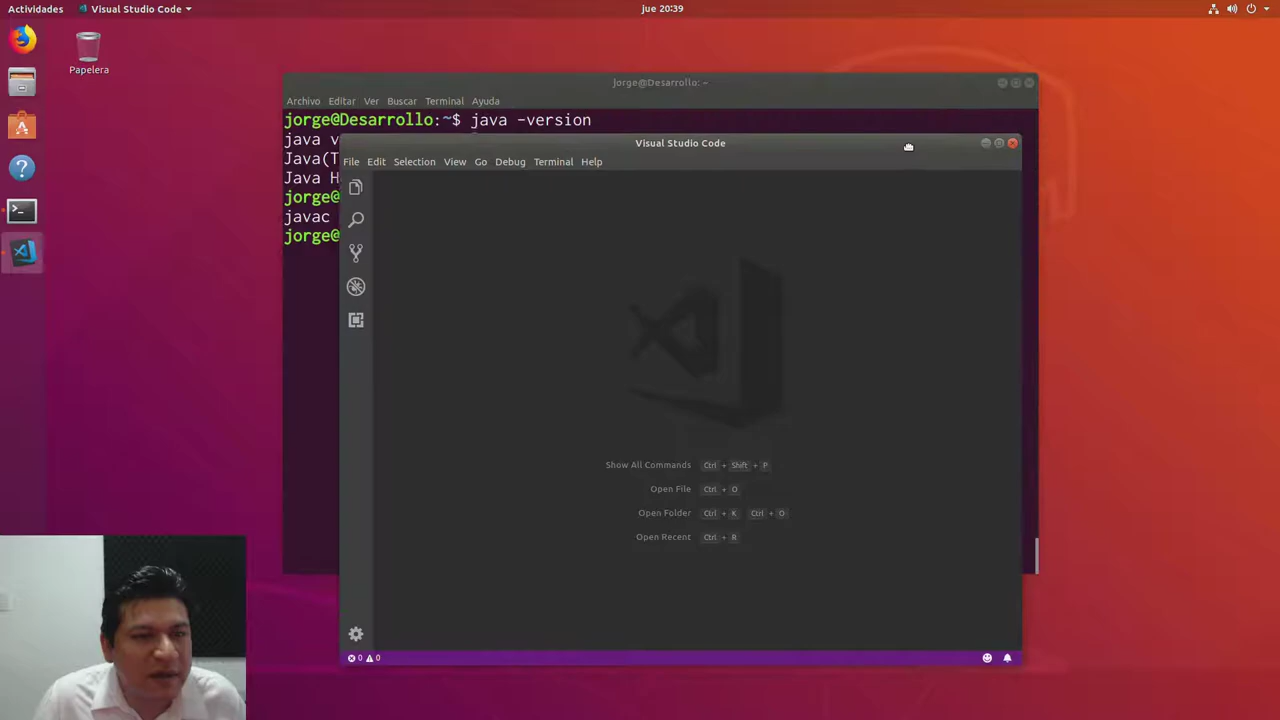 Actividades Visual Studio Code jue 20:39
Papelera
jorge@Desarrollo: ~
Archivo Editar Ver Buscar Terminal Ayuda
jorge@Desarrollo:~$ java -version
java v
Java(T
Java H
jorge@
javac
jorge@
Visual Studio Code
File Edit Selection View Go Debug Terminal Help
Show All Commands Ctrl + Shift + P
Open File Ctrl + O
Open Folder Ctrl + K Ctrl + O
Open Recent Ctrl + R
0 0